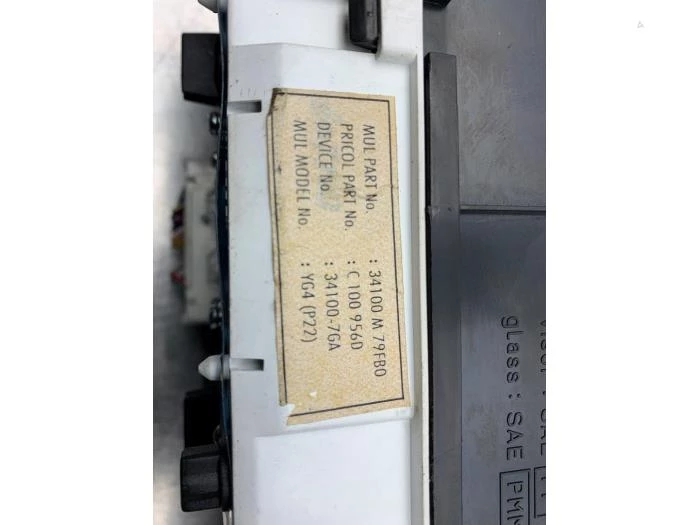 MUL PART No. : 34100 M 79FB0
PRICOL PART No. : C 100 956D
DEVICE No. : 34100-7GA
MUL MODEL No. : YG4 (P22)
glass : SAE